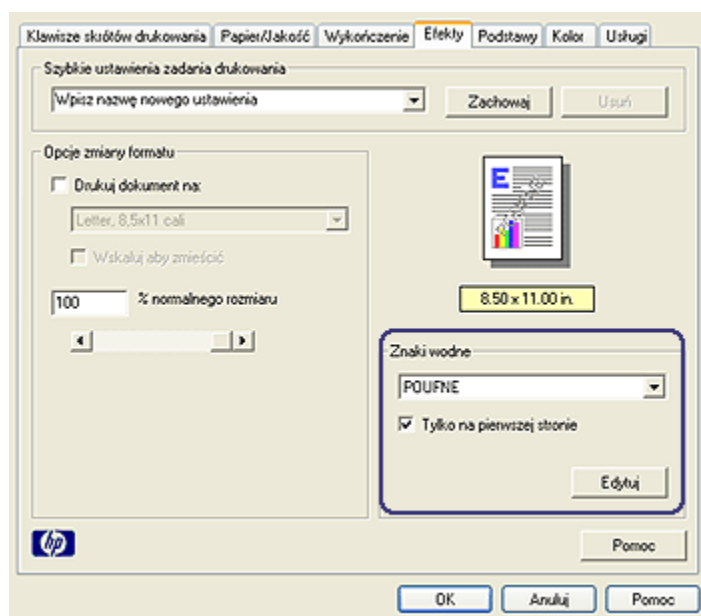 Klawisze skrótów drukowania Papier/Jakość Wykończenie Efekty Podstawy Kolor Usługi
Szybkie ustawienia zadania drukowania
Wpisz nazwę nowego ustawienia Zachowaj Usuń
Opcje zmiany formatu
Drukuj dokument na:
Letter, 8,5x11 cali
Wskaluj aby zmieścić
100 % normalnego rozmiaru
E
8.50 x 11.00 in.
Znaki wodne
POUFNE
Tylko na pierwszej stronie
Edytuj
hp
Pomoc
OK Anuluj Pomoc